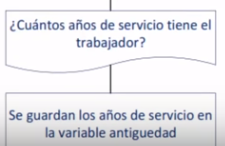 ¿Cuántos años de servicio tiene el
trabajador?
Se guardan los años de servicio en
la variable antiguedad